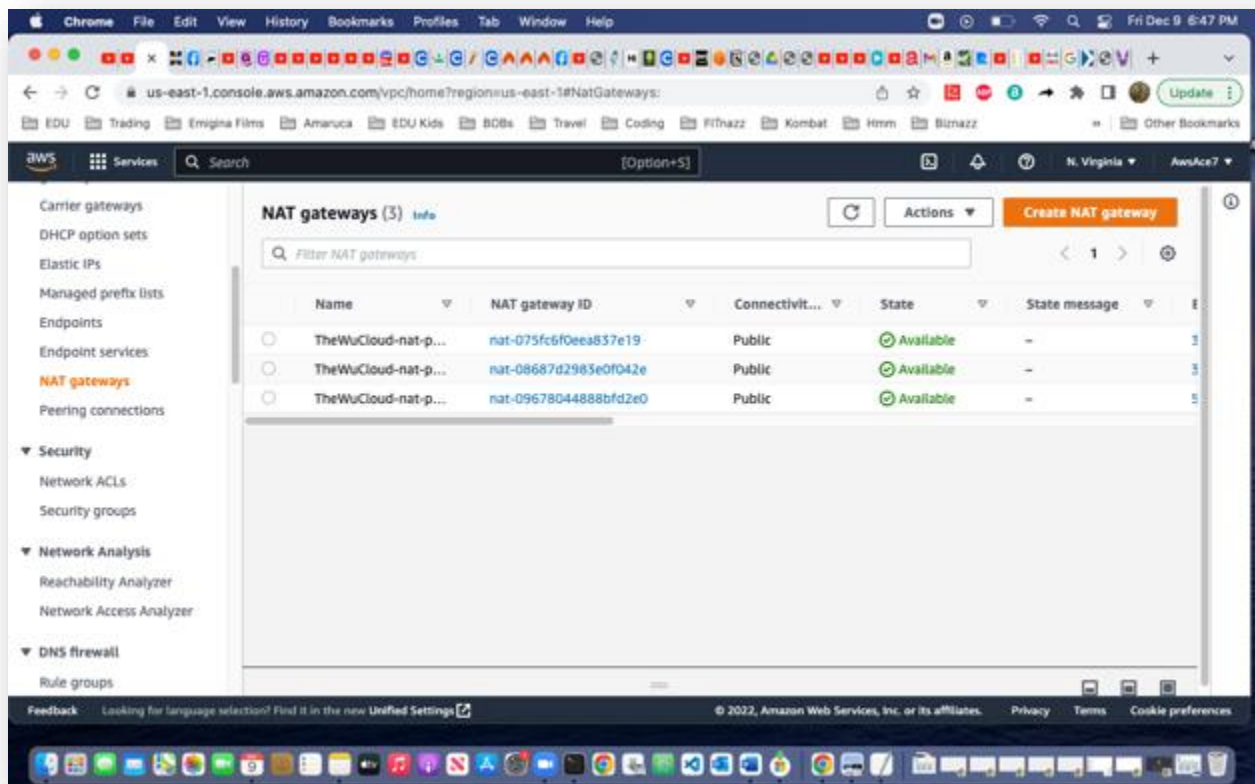 Chrome File Edit View History Bookmarks Profiles Tab Window Help Fri Dec 9 6:47 PM
us-east-1.console.aws.amazon.com/vpc/home?region=us-east-1#NatGateways: Update
EDU Trading Emigina Films Amaruca EDU Kids BOBs Travel Coding FITnazz Kombat Hmm Biznazz » Other Bookmarks
aws Services Search [Option+S] N. Virginia AwsAce7
Carrier gateways
DHCP option sets
Elastic IPs
Managed prefix lists
Endpoints
Endpoint services
NAT gateways
Peering connections
Security
Network ACLs
Security groups
Network Analysis
Reachability Analyzer
Network Access Analyzer
DNS firewall
Rule groups
NAT gateways (3) Info Actions Create NAT gateway
Filter NAT gateways 1
Name NAT gateway ID Connectivit... State State message E
TheWuCloud-nat-p... nat-075fc6f0eea837e19 Public Available – 3
TheWuCloud-nat-p... nat-08687d2983e0f042e Public Available – 3
TheWuCloud-nat-p... nat-09678044888bfd2e0 Public Available – 5
Feedback Looking for language selection? Find it in the new Unified Settings © 2022, Amazon Web Services, Inc. or its affiliates. Privacy Terms Cookie preferences